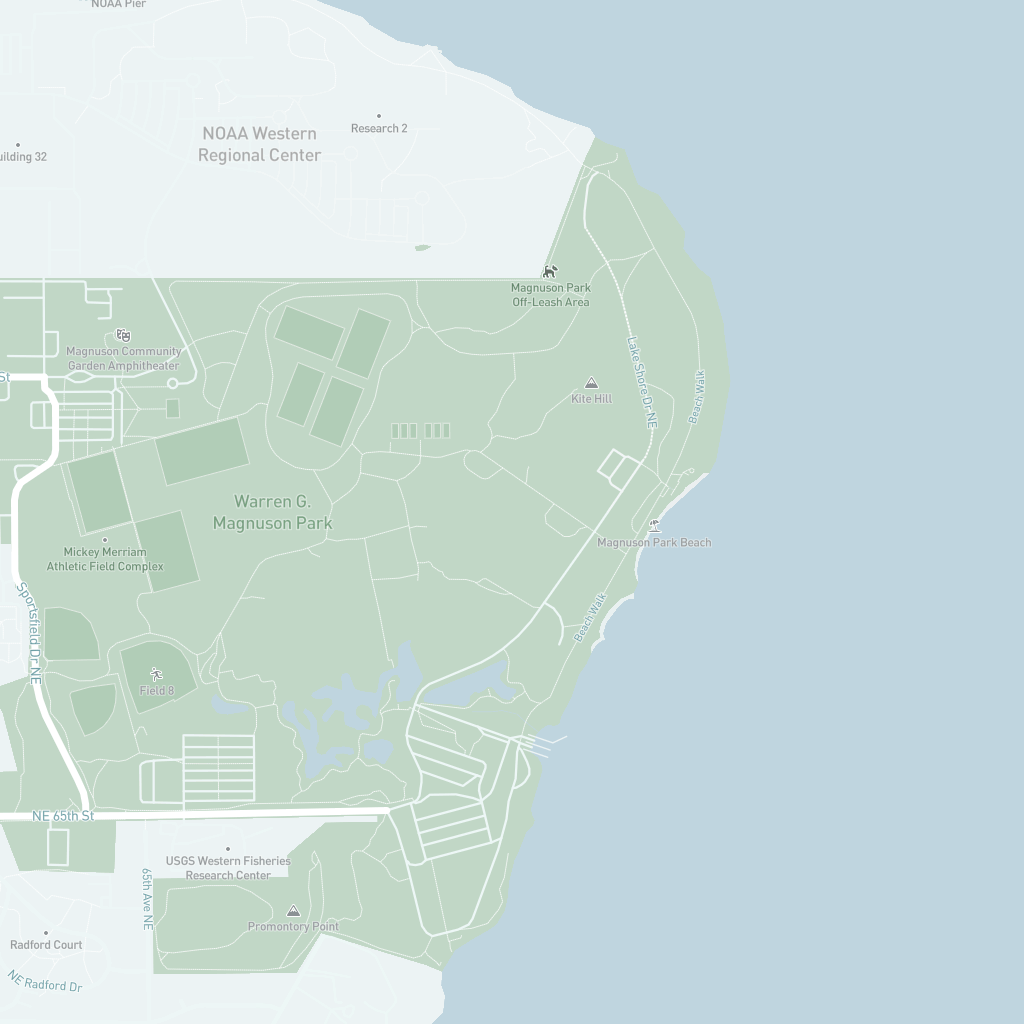 NOAA Pier
Research 2
NOAA Western
Regional Center
uilding 32
Magnuson Park
Off-Leash Area
Magnuson Community
Garden Amphitheater
Lake Shore Dr NE
Beach Walk
St
Kite Hill
Warren G.
Magnuson Park
Magnuson Park Beach
Mickey Merriam
Athletic Field Complex
Sportsfield Dr NE
Beach Walk
Field 8
NE 65th St
USGS Western Fisheries
Research Center
65th Ave NE
Promontory Point
Radford Court
NE Radford Dr